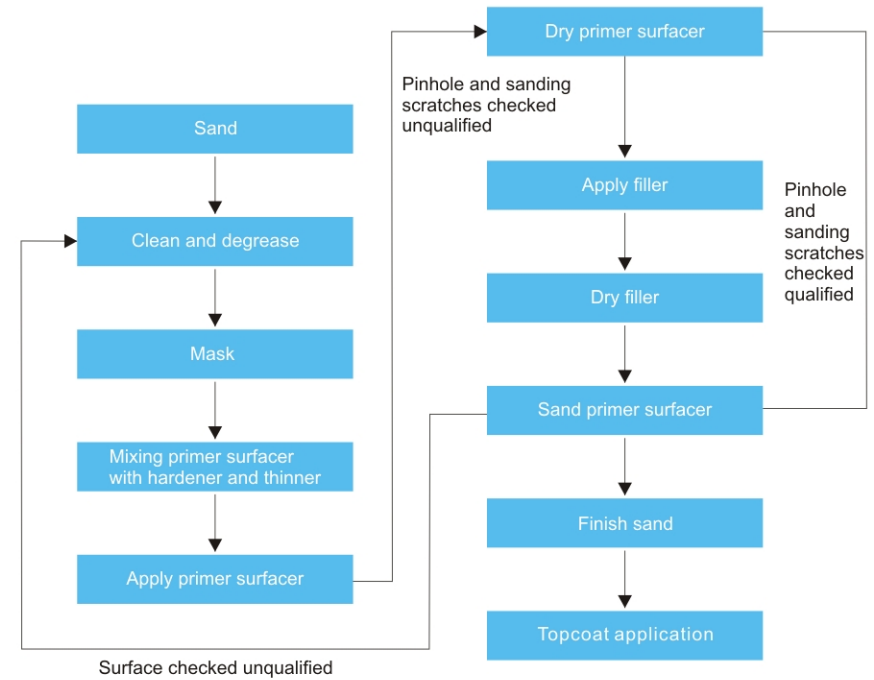 Sand
Clean and degrease
Mask
Mixing primer surfacer
with hardener and thinner
Apply primer surfacer
Surface checked unqualified
Pinhole and sanding
scratches checked
unqualified
Dry primer surfacer
Apply filler
Dry filler
Sand primer surfacer
Finish sand
Topcoat application
Pinhole
and
sanding
scratches
checked
qualified